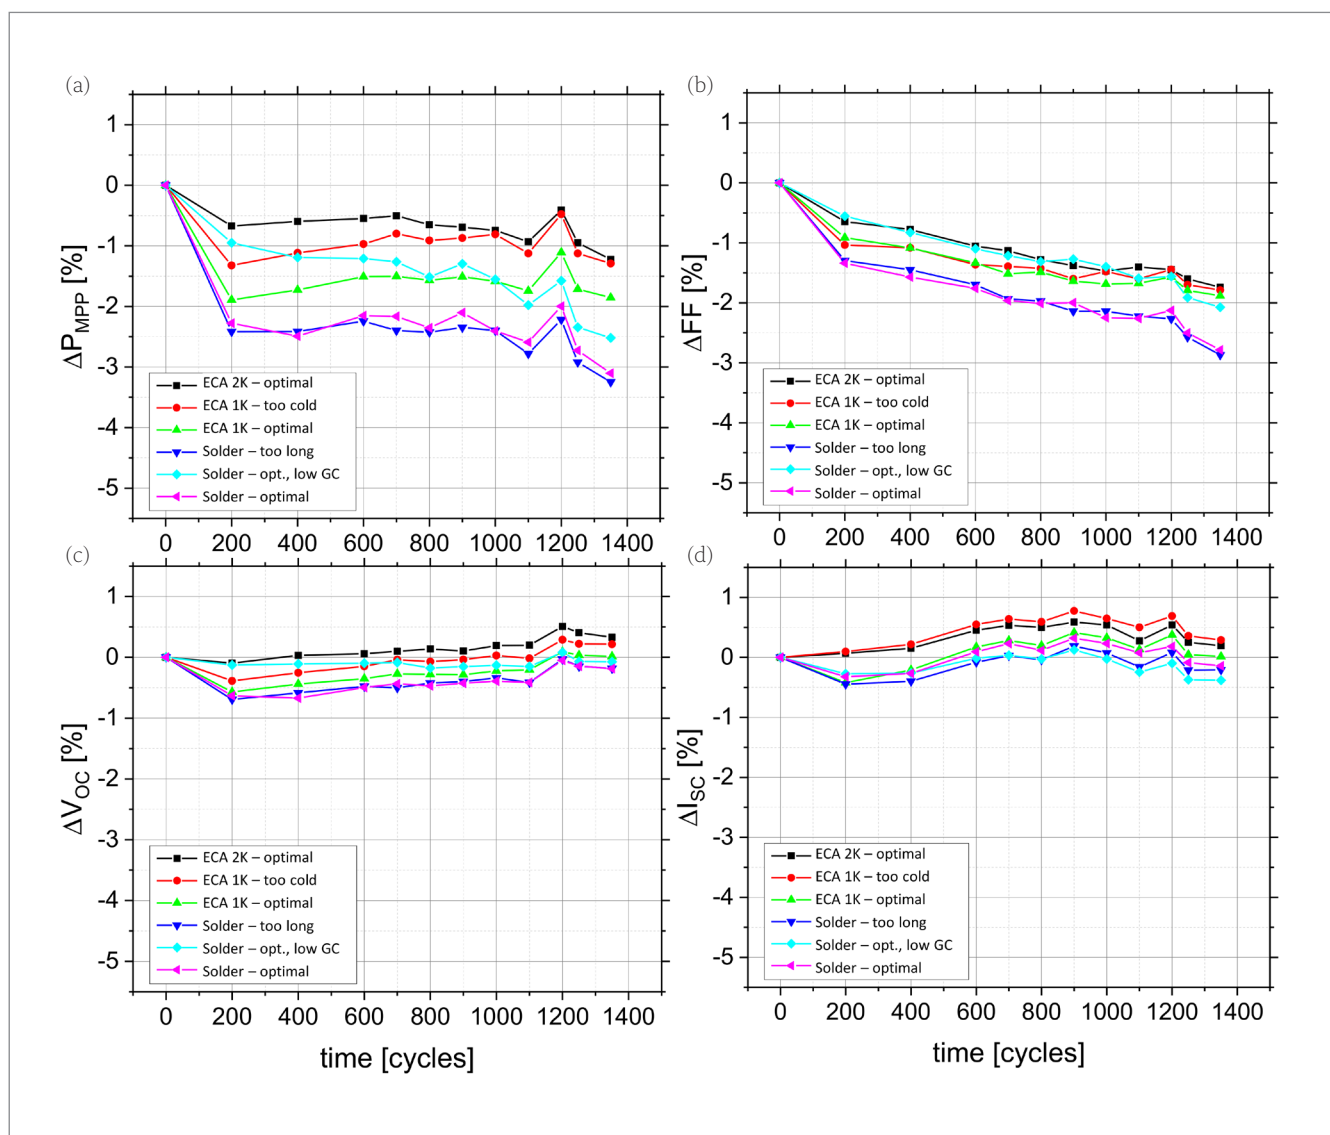 (a)
1
0
-1
-2
-3
-4
-5
ΔP_MPP [%]
ECA 2K – optimal
ECA 1K – too cold
ECA 1K – optimal
Solder – too long
Solder – opt., low GC
Solder – optimal
0 200 400 600 800 1000 1200 1400
(b)
1
0
-1
-2
-3
-4
-5
ΔFF [%]
ECA 2K – optimal
ECA 1K – too cold
ECA 1K – optimal
Solder – too long
Solder – opt., low GC
Solder – optimal
0 200 400 600 800 1000 1200 1400
(c)
1
0
-1
-2
-3
-4
-5
ΔV_OC [%]
ECA 2K – optimal
ECA 1K – too cold
ECA 1K – optimal
Solder – too long
Solder – opt., low GC
Solder – optimal
0 200 400 600 800 1000 1200 1400
time [cycles]
(d)
1
0
-1
-2
-3
-4
-5
ΔI_SC [%]
ECA 2K – optimal
ECA 1K – too cold
ECA 1K – optimal
Solder – too long
Solder – opt., low GC
Solder – optimal
0 200 400 600 800 1000 1200 1400
time [cycles]